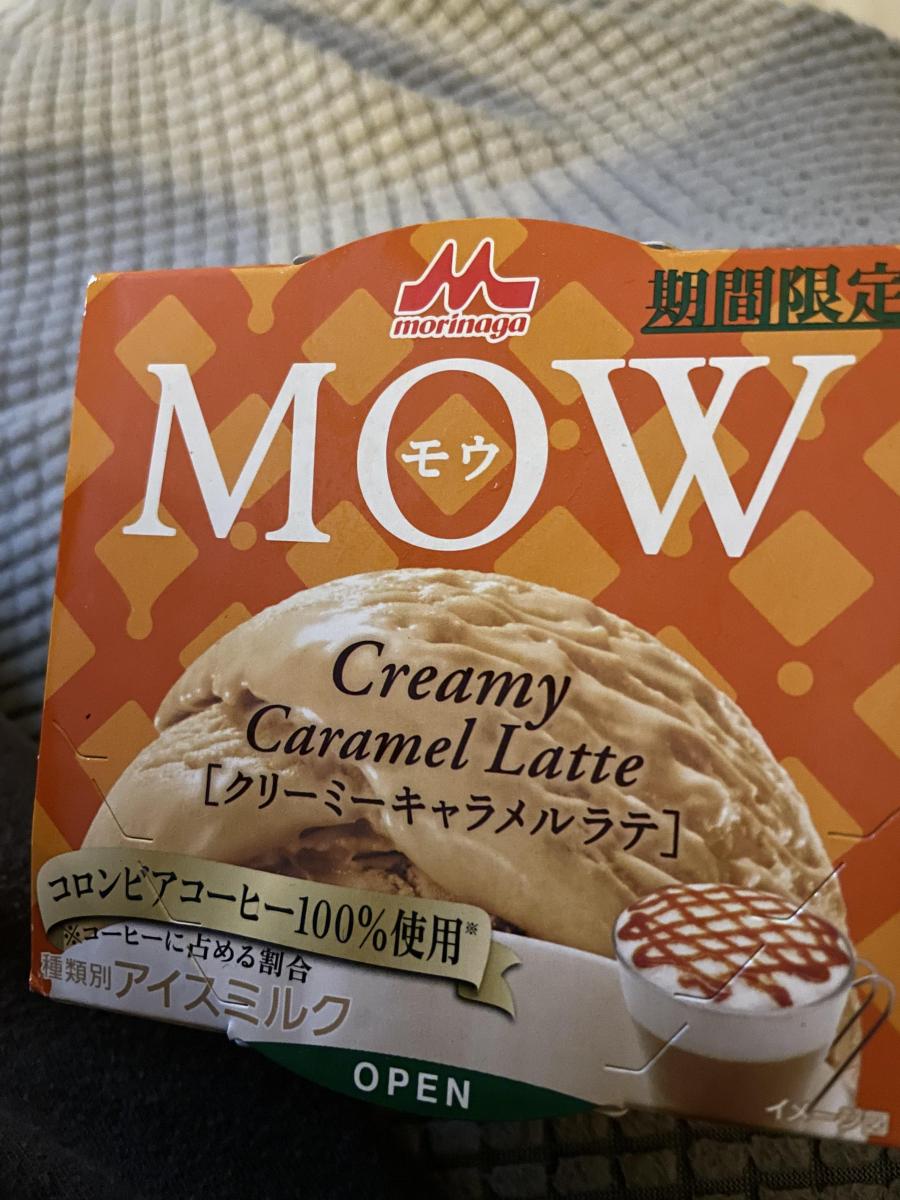 morinaga
期間限定
MOW
モウ
Creamy
Caramel Latte
[クリーミーキャラメルラテ]
コロンビアコーヒー100%使用※
※コーヒーに占める割合
種類別アイスミルク
OPEN
イメージ図